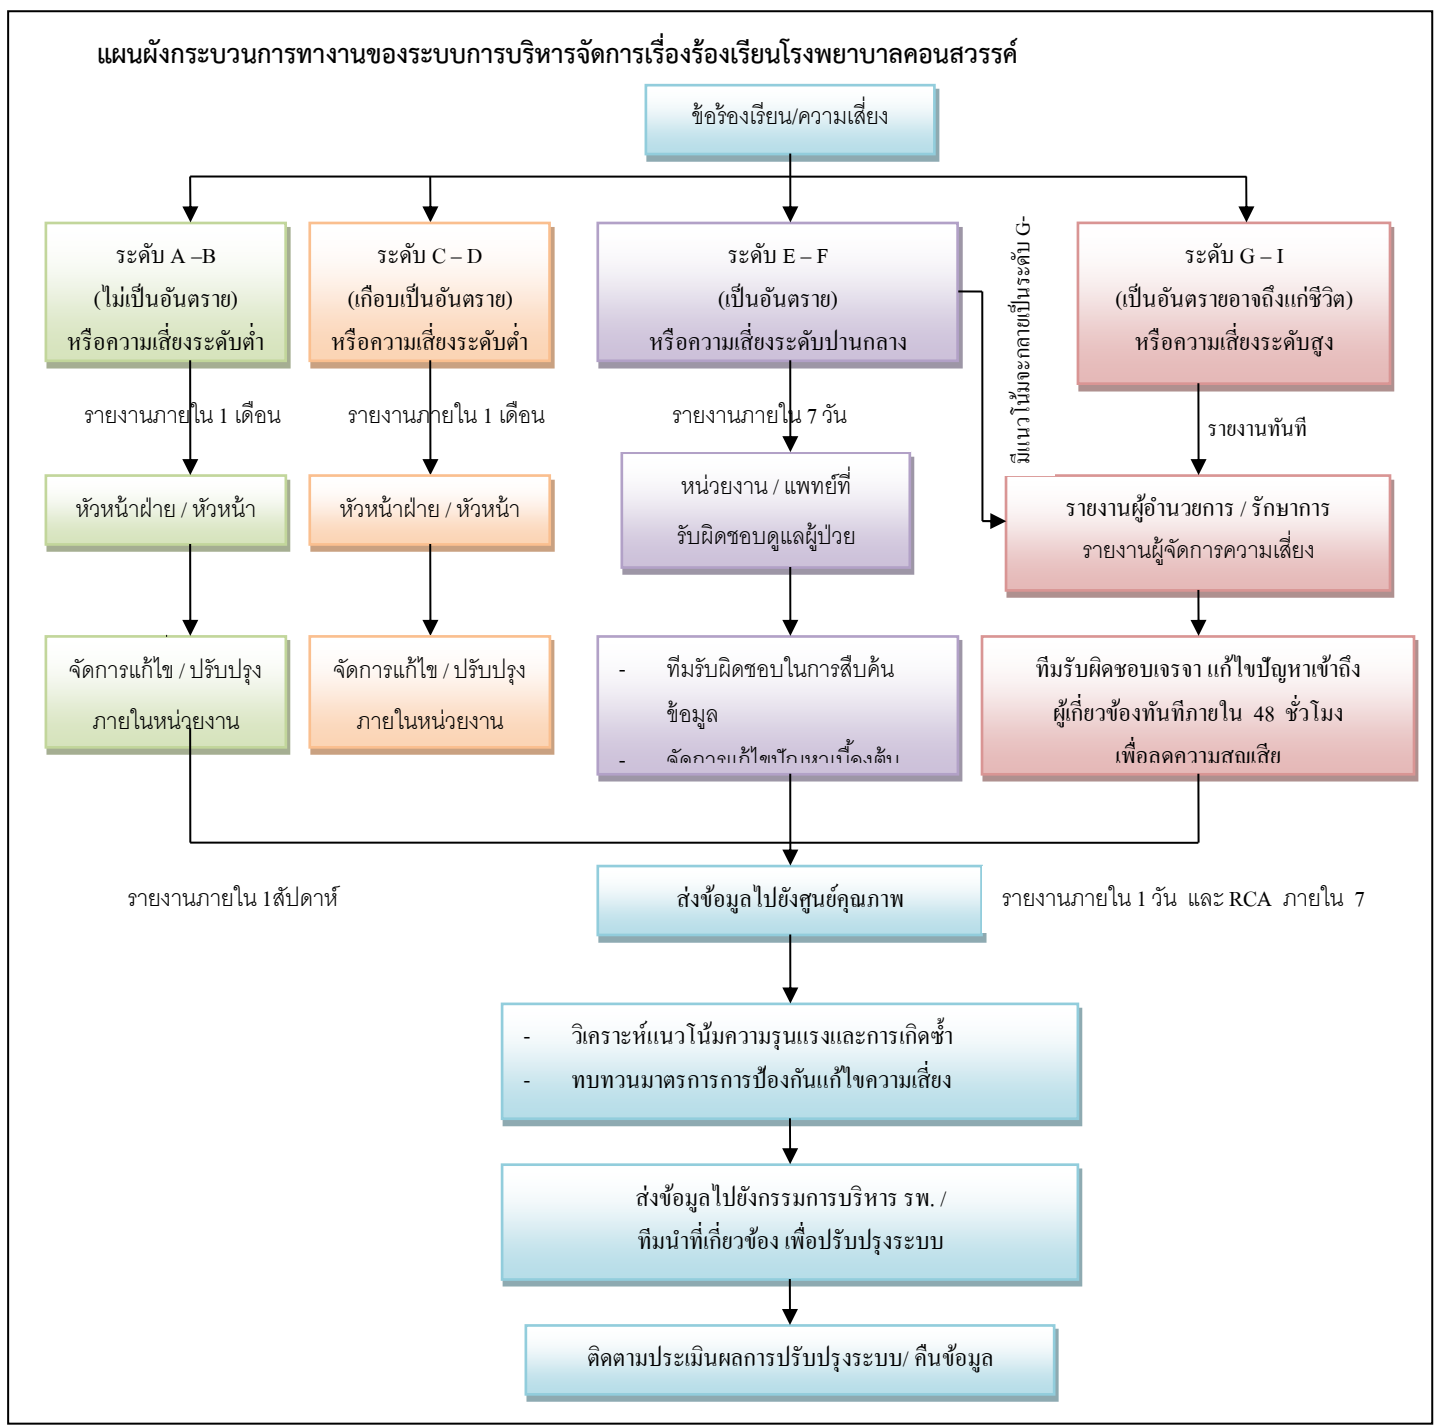 แผนผังกระบวนการทางานของระบบการบริหารจัดการเรื่องร้องเรียนโรงพยาบาลคอนสวรรค์
ข้อร้องเรียน/ความเสี่ยง
ระดับ A –B
(ไม่เป็นอันตราย)
หรือความเสี่ยงระดับต่ำ
ระดับ C – D
(เกือบเป็นอันตราย)
หรือความเสี่ยงระดับต่ำ
ระดับ E – F
(เป็นอันตราย)
หรือความเสี่ยงระดับปานกลาง
มีแนวโน้มจะกลายเป็นระดับ G-
ระดับ G – I
(เป็นอันตรายอาจถึงแก่ชีวิต)
หรือความเสี่ยงระดับสูง
รายงานภายใน 1 เดือน
รายงานภายใน 1 เดือน
รายงานภายใน 7 วัน
รายงานทันที
หัวหน้าฝ่าย / หัวหน้า
หัวหน้าฝ่าย / หัวหน้า
หน่วยงาน / แพทย์ที่
รับผิดชอบดูแลผู้ป่วย
รายงานผู้อำนวยการ / รักษาการ
รายงานผู้จัดการความเสี่ยง
จัดการแก้ไข / ปรับปรุง
ภายในหน่วยงาน
จัดการแก้ไข / ปรับปรุง
ภายในหน่วยงาน
- ทีมรับผิดชอบในการสืบค้น
ข้อมูล
- จัดการแก้ไขปัญหาเบื้องต้น
ทีมรับผิดชอบเจรจา แก้ไขปัญหาเข้าถึง
ผู้เกี่ยวข้องทันทีภายใน 48 ชั่วโมง
เพื่อลดความสูญเสีย
รายงานภายใน 1สัปดาห์
ส่งข้อมูลไปยังศูนย์คุณภาพ
รายงานภายใน 1 วัน และ RCA ภายใน 7
- วิเคราะห์แนวโน้มความรุนแรงและการเกิดซ้ำ
- ทบทวนมาตรการการป้องกันแก้ไขความเสี่ยง
ส่งข้อมูลไปยังกรรมการบริหาร รพ. /
ทีมนำที่เกี่ยวข้อง เพื่อปรับปรุงระบบ
ติดตามประเมินผลการปรับปรุงระบบ/ คืนข้อมูล